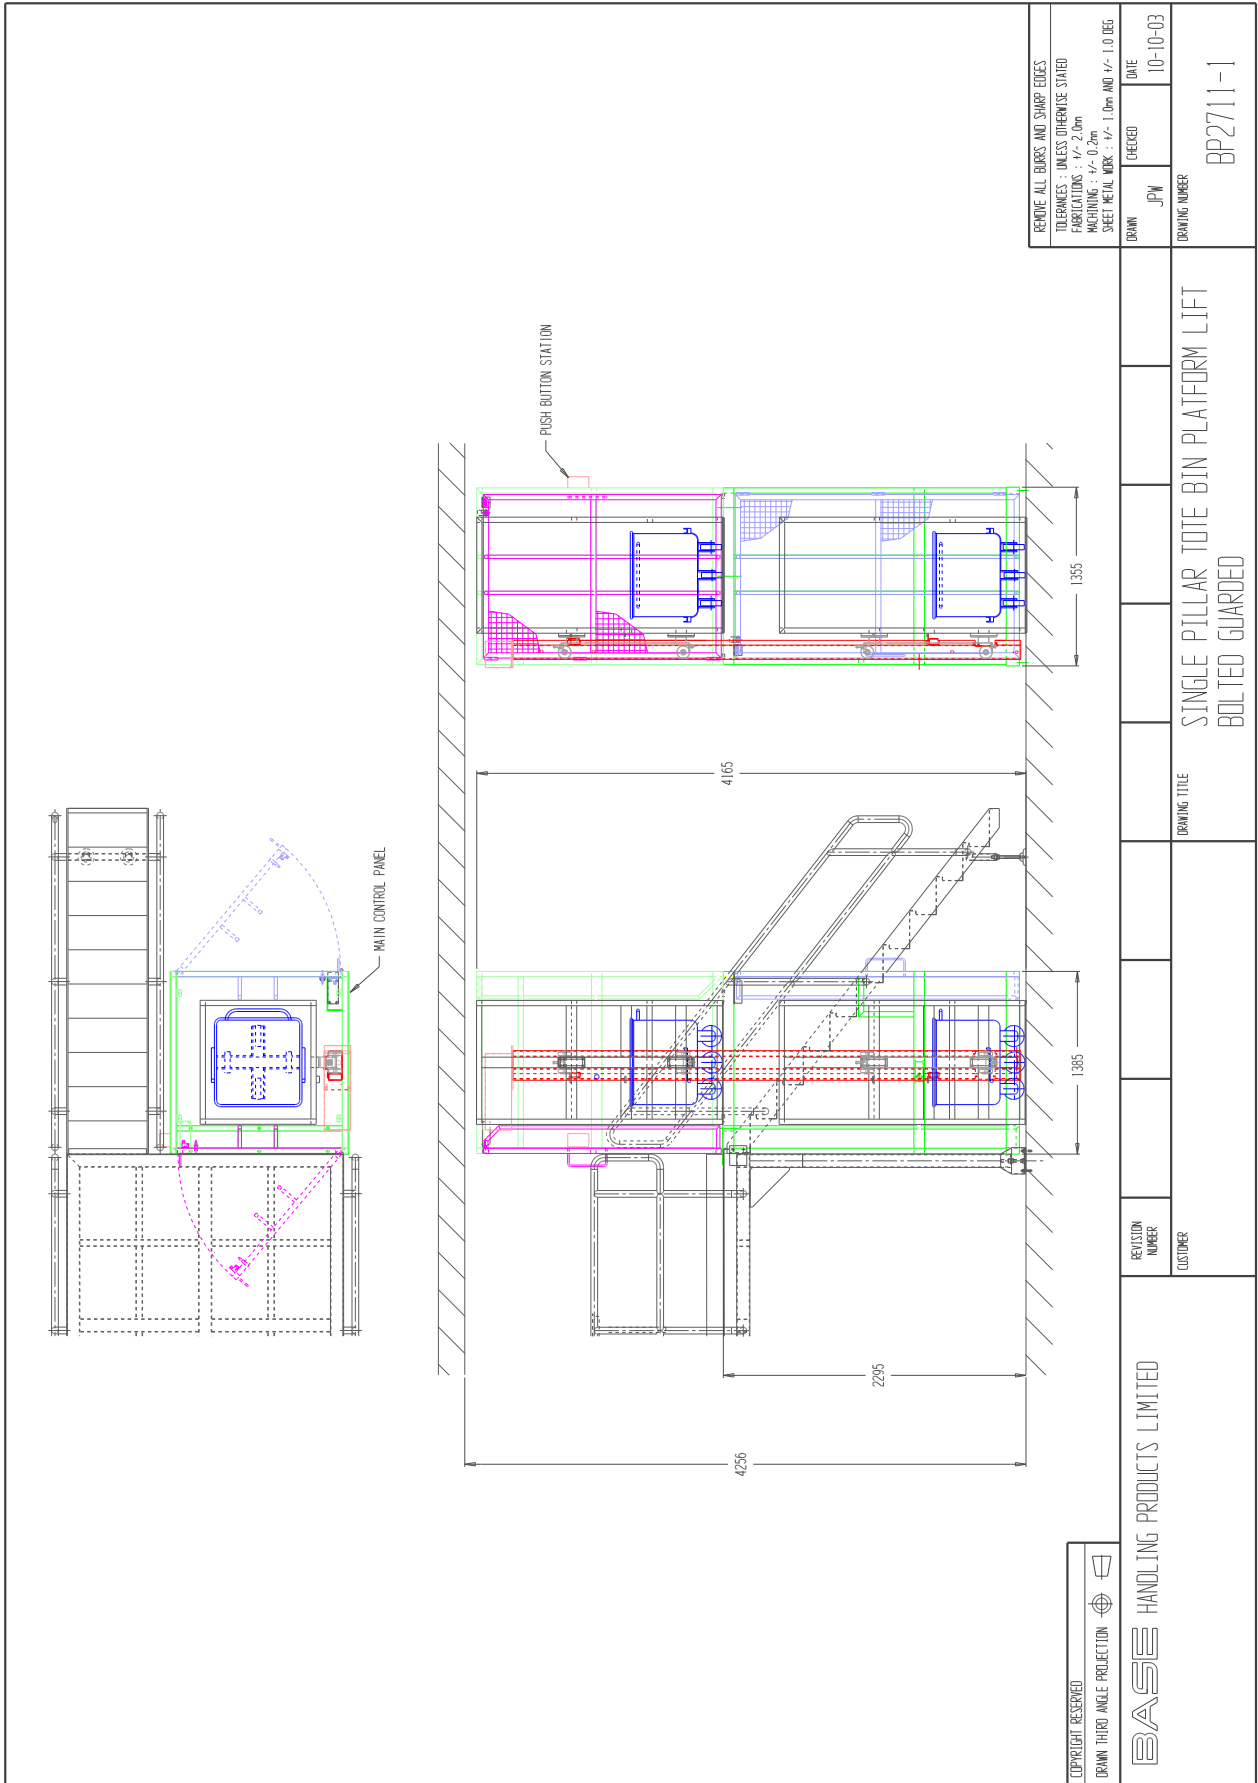 PUSH BUTTON STATION
MAIN CONTROL PANEL
4256
2295
4165
1385
1355
REMOVE ALL BURRS AND SHARP EDGES
TOLERANCES : UNLESS OTHERWISE STATED
FABRICATIONS : +/- 2.0mm
MACHINING : +/- 0.2mm
SHEET METAL WORK : +/- 1.0mm AND +/- 1.0 DEG
COPYRIGHT RESERVED
DRAWN THIRD ANGLE PROJECTION
BASE HANDLING PRODUCTS LIMITED
REVISION
NUMBER
CUSTOMER
DRAWING TITLE
SINGLE PILLAR TOTE BIN PLATFORM LIFT
BOLTED GUARDED
DRAWN
JPW
CHECKED
DATE
10-10-03
DRAWING NUMBER
BP2711-1